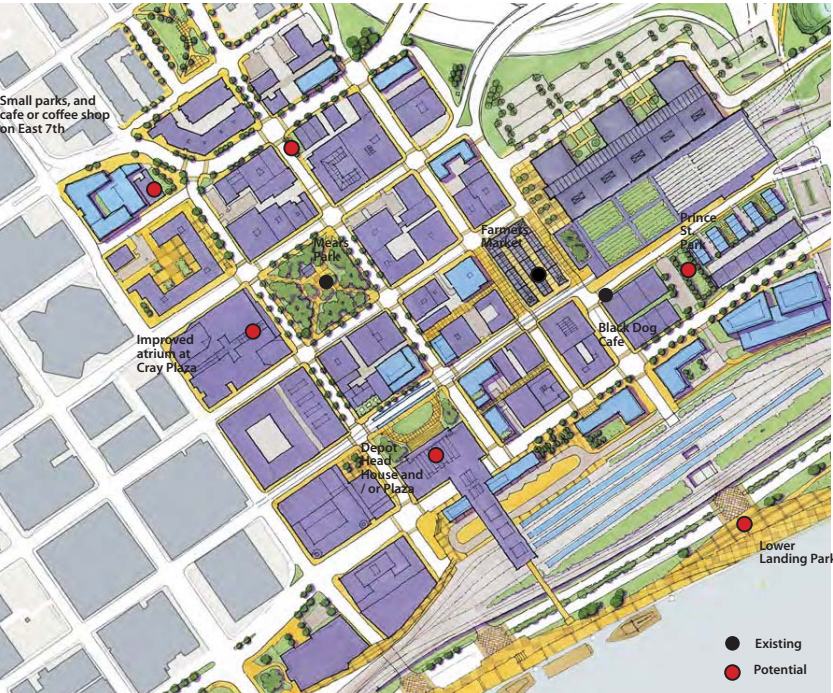 Small parks, and
cafe or coffee shop
on East 7th
Mears
Park
Farmers
Market
Prince
St.
Park
Improved
atrium at
Cray Plaza
Black Dog
Cafe
Depot
Head
House and
/ or Plaza
Lower
Landing Park
Existing
Potential